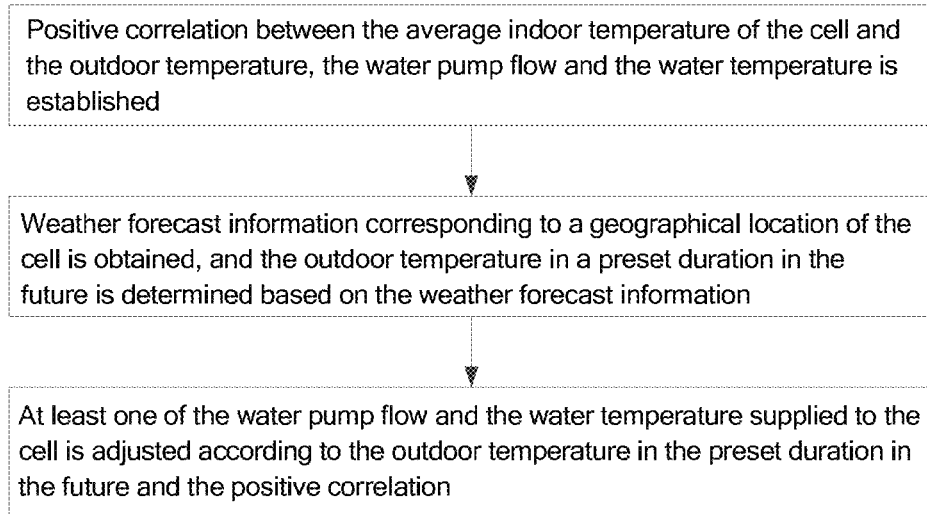 Positive correlation between the average indoor temperature of the cell and
the outdoor temperature, the water pump flow and the water temperature is
established
Weather forecast information corresponding to a geographical location of the
cell is obtained, and the outdoor temperature in a preset duration in the
future is determined based on the weather forecast information
At least one of the water pump flow and the water temperature supplied to the
cell is adjusted according to the outdoor temperature in the preset duration in
the future and the positive correlation